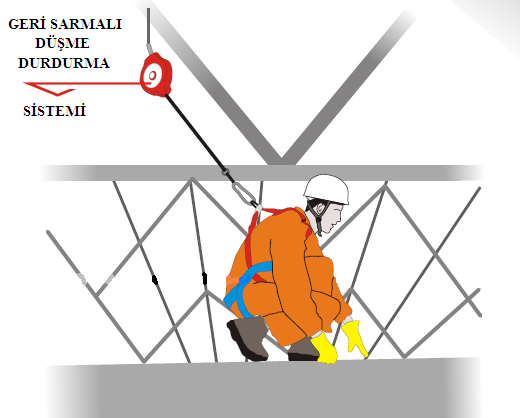 GERİ SARMALI
DÜŞME
DURDURMA
SİSTEMİ